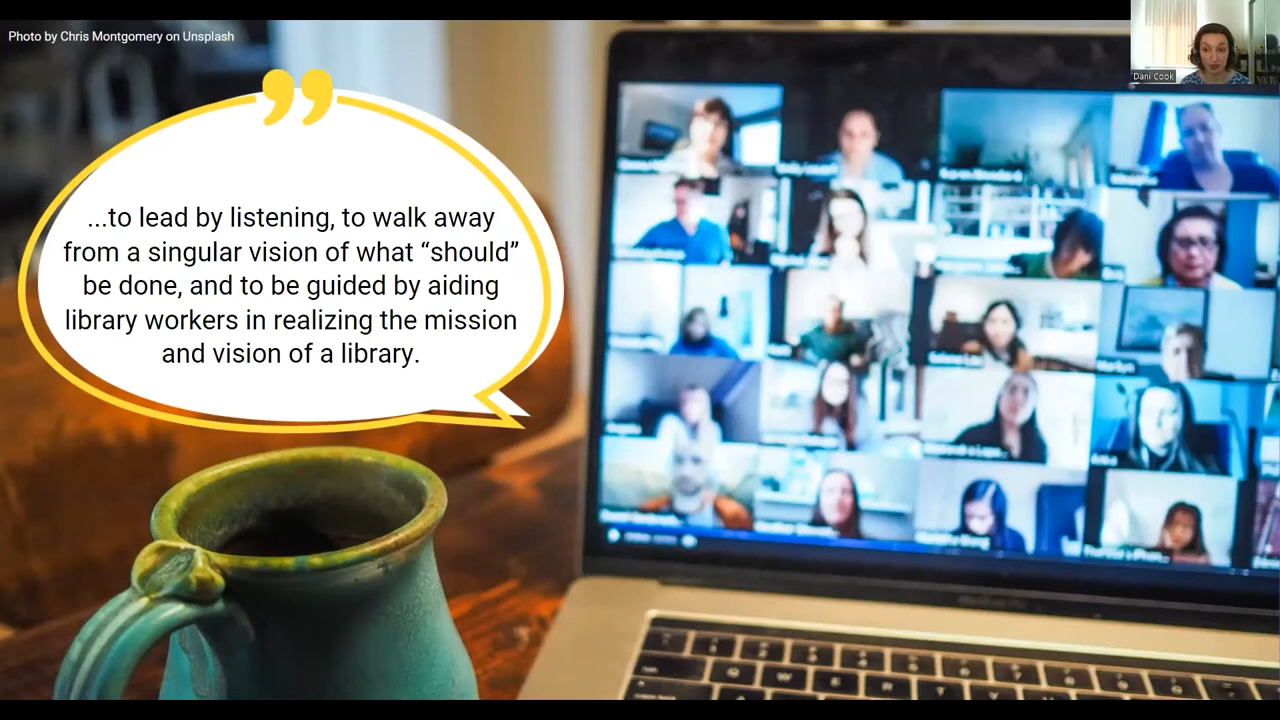 Photo by Chris Montgomery on Unsplash
Dani Cook
...to lead by listening, to walk away
from a singular vision of what “should”
be done, and to be guided by aiding
library workers in realizing the mission
and vision of a library.